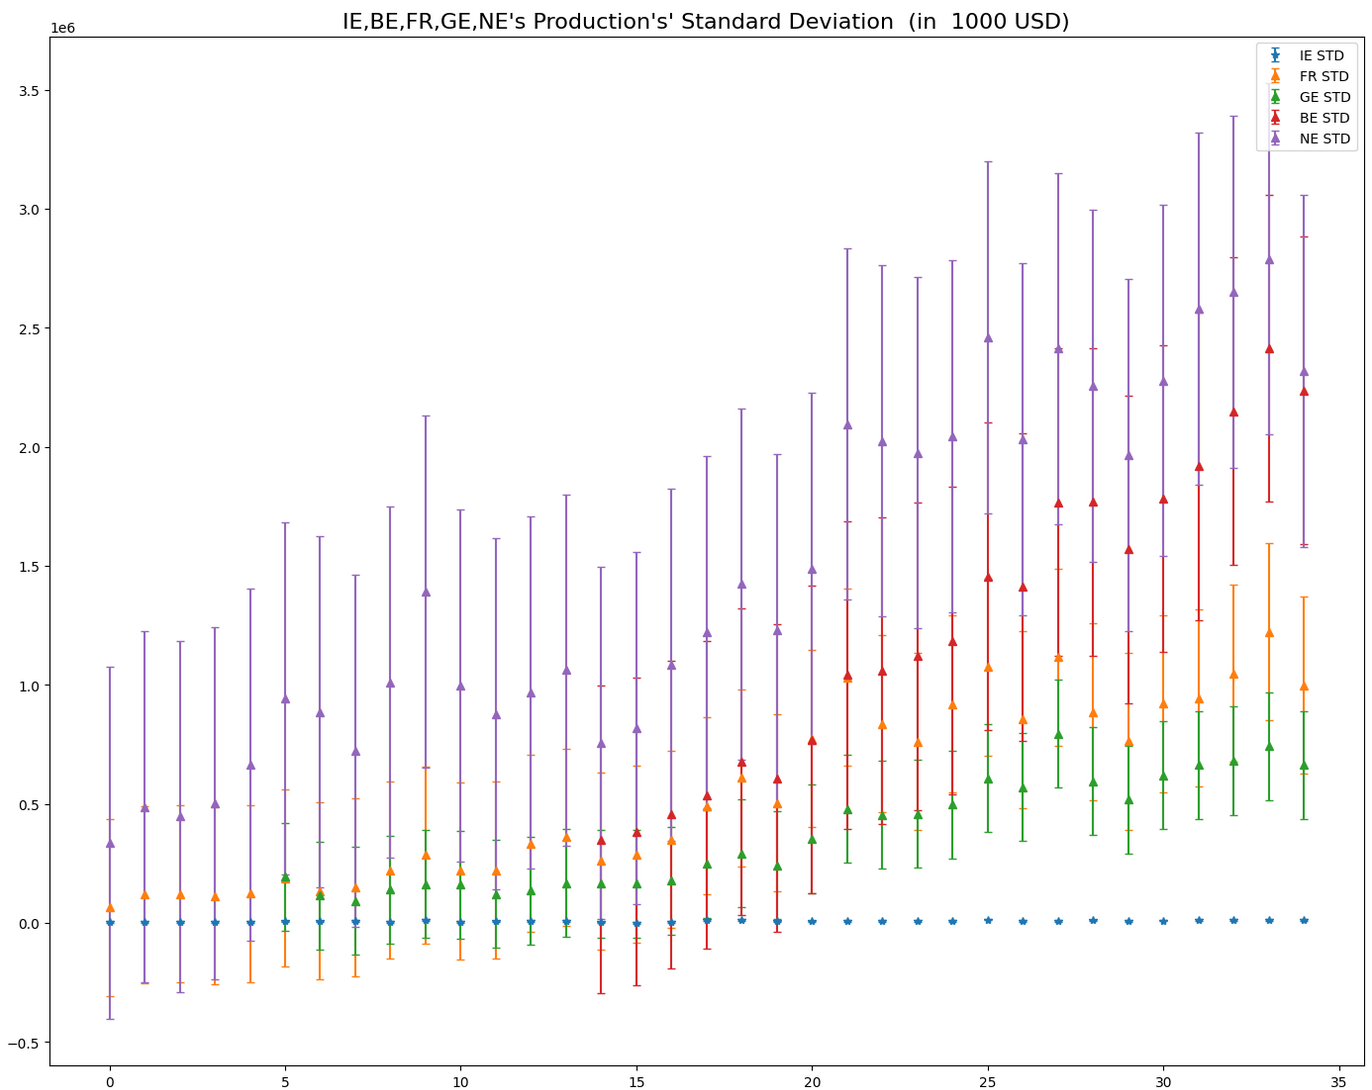 IE,BE,FR,GE,NE's Production's' Standard Deviation  (in  1000 USD)
1e6
IE STD
FR STD
GE STD
BE STD
NE STD
3.5
3.0
2.5
2.0
1.5
1.0
0.5
0.0
−0.5
0 5 10 15 20 25 30 35